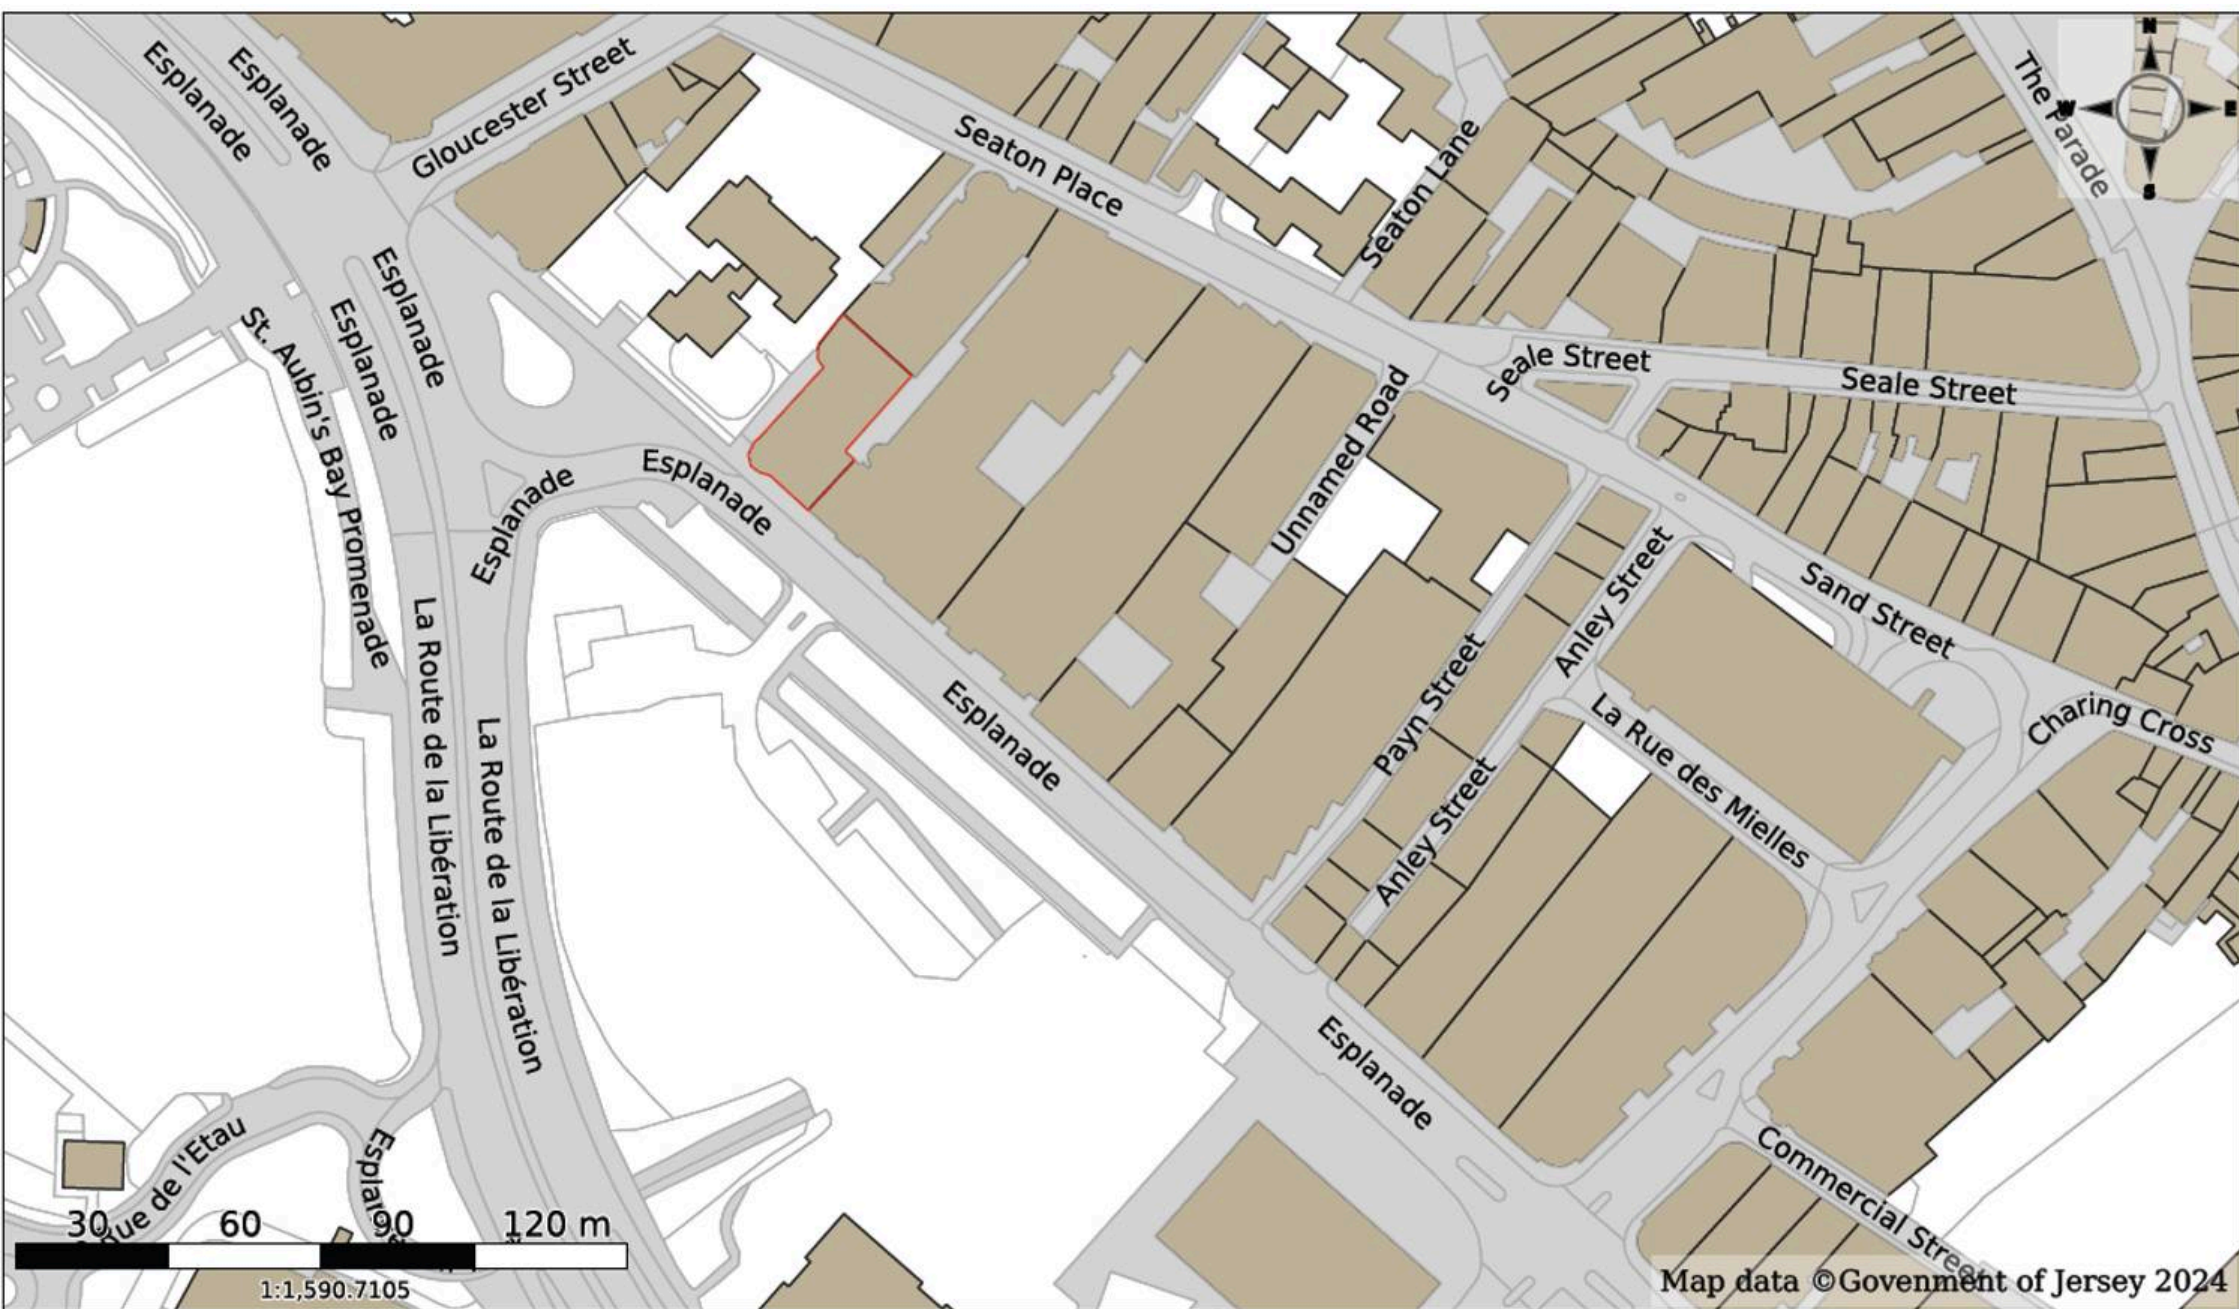 Esplanade
Esplanade
Gloucester Street
Seaton Place
Seaton Lane
The Parade
N
W
E
S
Esplanade
Esplanade
St. Aubin's Bay Promenade
Esplanade
Esplanade
Unnamed Road
Seale Street
Seale Street
Anley Street
Sand Street
Charing Cross
La Rue des Mielles
Payn Street
Anley Street
Esplanade
La Route de la Libération
La Route de la Libération
Esplanade
Commercial Street
Rue de l'Etau
30 60 90 120 m
1:1,590.7105
Map data ©Govenment of Jersey 2024